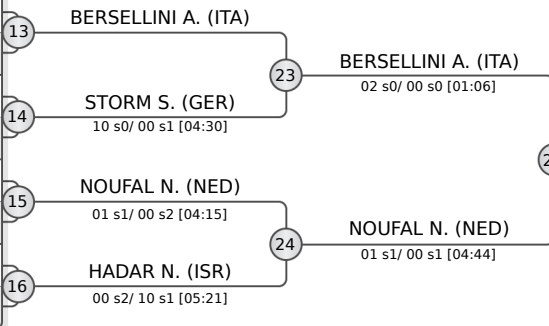 13
BERSELLINI A. (ITA)
14
STORM S. (GER)
10 s0/ 00 s1 [04:30]
23
BERSELLINI A. (ITA)
02 s0/ 00 s0 [01:06]
15
NOUFAL N. (NED)
01 s1/ 00 s2 [04:15]
16
HADAR N. (ISR)
00 s2/ 10 s1 [05:21]
24
NOUFAL N. (NED)
01 s1/ 00 s1 [04:44]